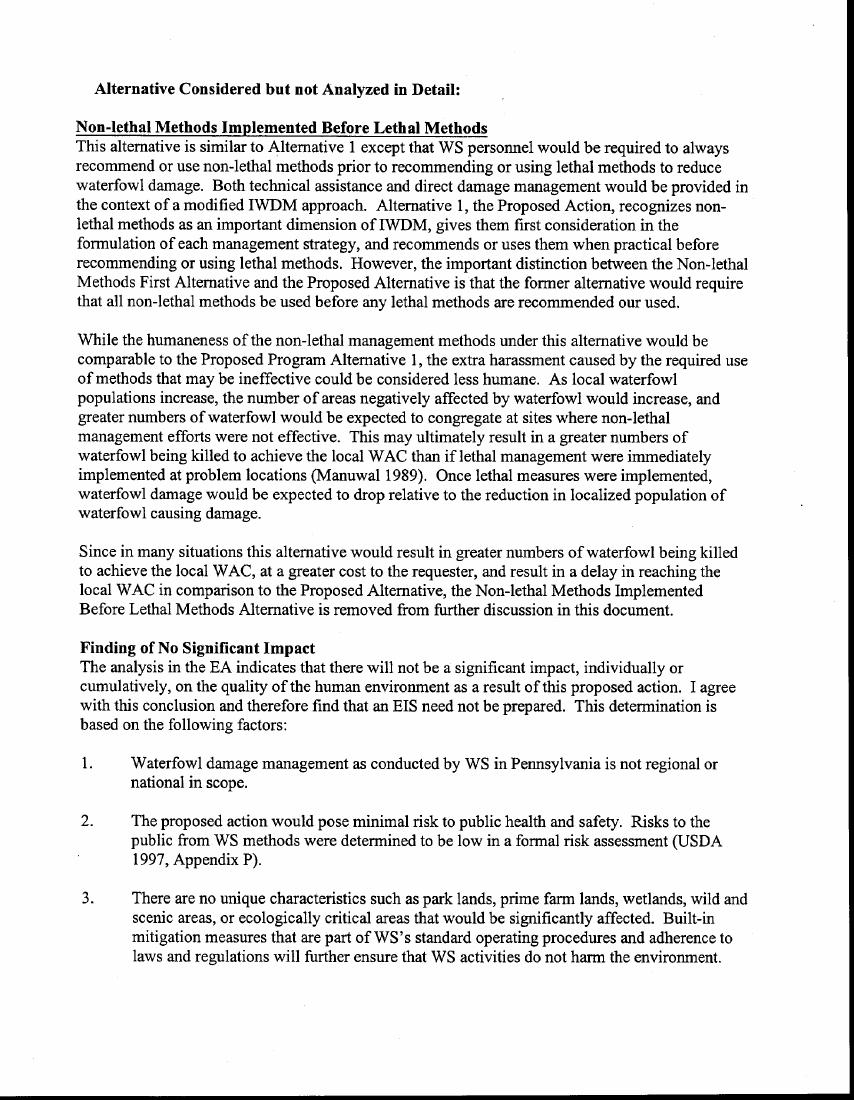 Alternative Considered but not Analyzed in Detail:
Non-lethal Methods Implemented Before Lethal Methods
This alternative is similar to Alternative 1 except that WS personnel would be required to always
recommend or use non-lethal methods prior to recommending or using lethal methods to reduce
waterfowl damage.  Both technical assistance and direct damage management would be provided in
the context of a modified IWDM approach.  Alternative 1, the Proposed Action, recognizes non-
lethal methods as an important dimension of IWDM, gives them first consideration in the
formulation of each management strategy, and recommends or uses them when practical before
recommending or using lethal methods.  However, the important distinction between the Non-lethal
Methods First Alternative and the Proposed Alternative is that the former alternative would require
that all non-lethal methods be used before any lethal methods are recommended our used.
While the humaneness of the non-lethal management methods under this alternative would be
comparable to the Proposed Program Alternative 1, the extra harassment caused by the required use
of methods that may be ineffective could be considered less humane.  As local waterfowl
populations increase, the number of areas negatively affected by waterfowl would increase, and
greater numbers of waterfowl would be expected to congregate at sites where non-lethal
management efforts were not effective.  This may ultimately result in a greater numbers of
waterfowl being killed to achieve the local WAC than if lethal management were immediately
implemented at problem locations (Manuwal 1989).  Once lethal measures were implemented,
waterfowl damage would be expected to drop relative to the reduction in localized population of
waterfowl causing damage.
Since in many situations this alternative would result in greater numbers of waterfowl being killed
to achieve the local WAC, at a greater cost to the requester, and result in a delay in reaching the
local WAC in comparison to the Proposed Alternative, the Non-lethal Methods Implemented
Before Lethal Methods Alternative is removed from further discussion in this document.
Finding of No Significant Impact
The analysis in the EA indicates that there will not be a significant impact, individually or
cumulatively, on the quality of the human environment as a result of this proposed action.  I agree
with this conclusion and therefore find that an EIS need not be prepared.  This determination is
based on the following factors:
1. Waterfowl damage management as conducted by WS in Pennsylvania is not regional or
national in scope.
2. The proposed action would pose minimal risk to public health and safety.  Risks to the
public from WS methods were determined to be low in a formal risk assessment (USDA
1997, Appendix P).
3. There are no unique characteristics such as park lands, prime farm lands, wetlands, wild and
scenic areas, or ecologically critical areas that would be significantly affected.  Built-in
mitigation measures that are part of WS's standard operating procedures and adherence to
laws and regulations will further ensure that WS activities do not harm the environment.